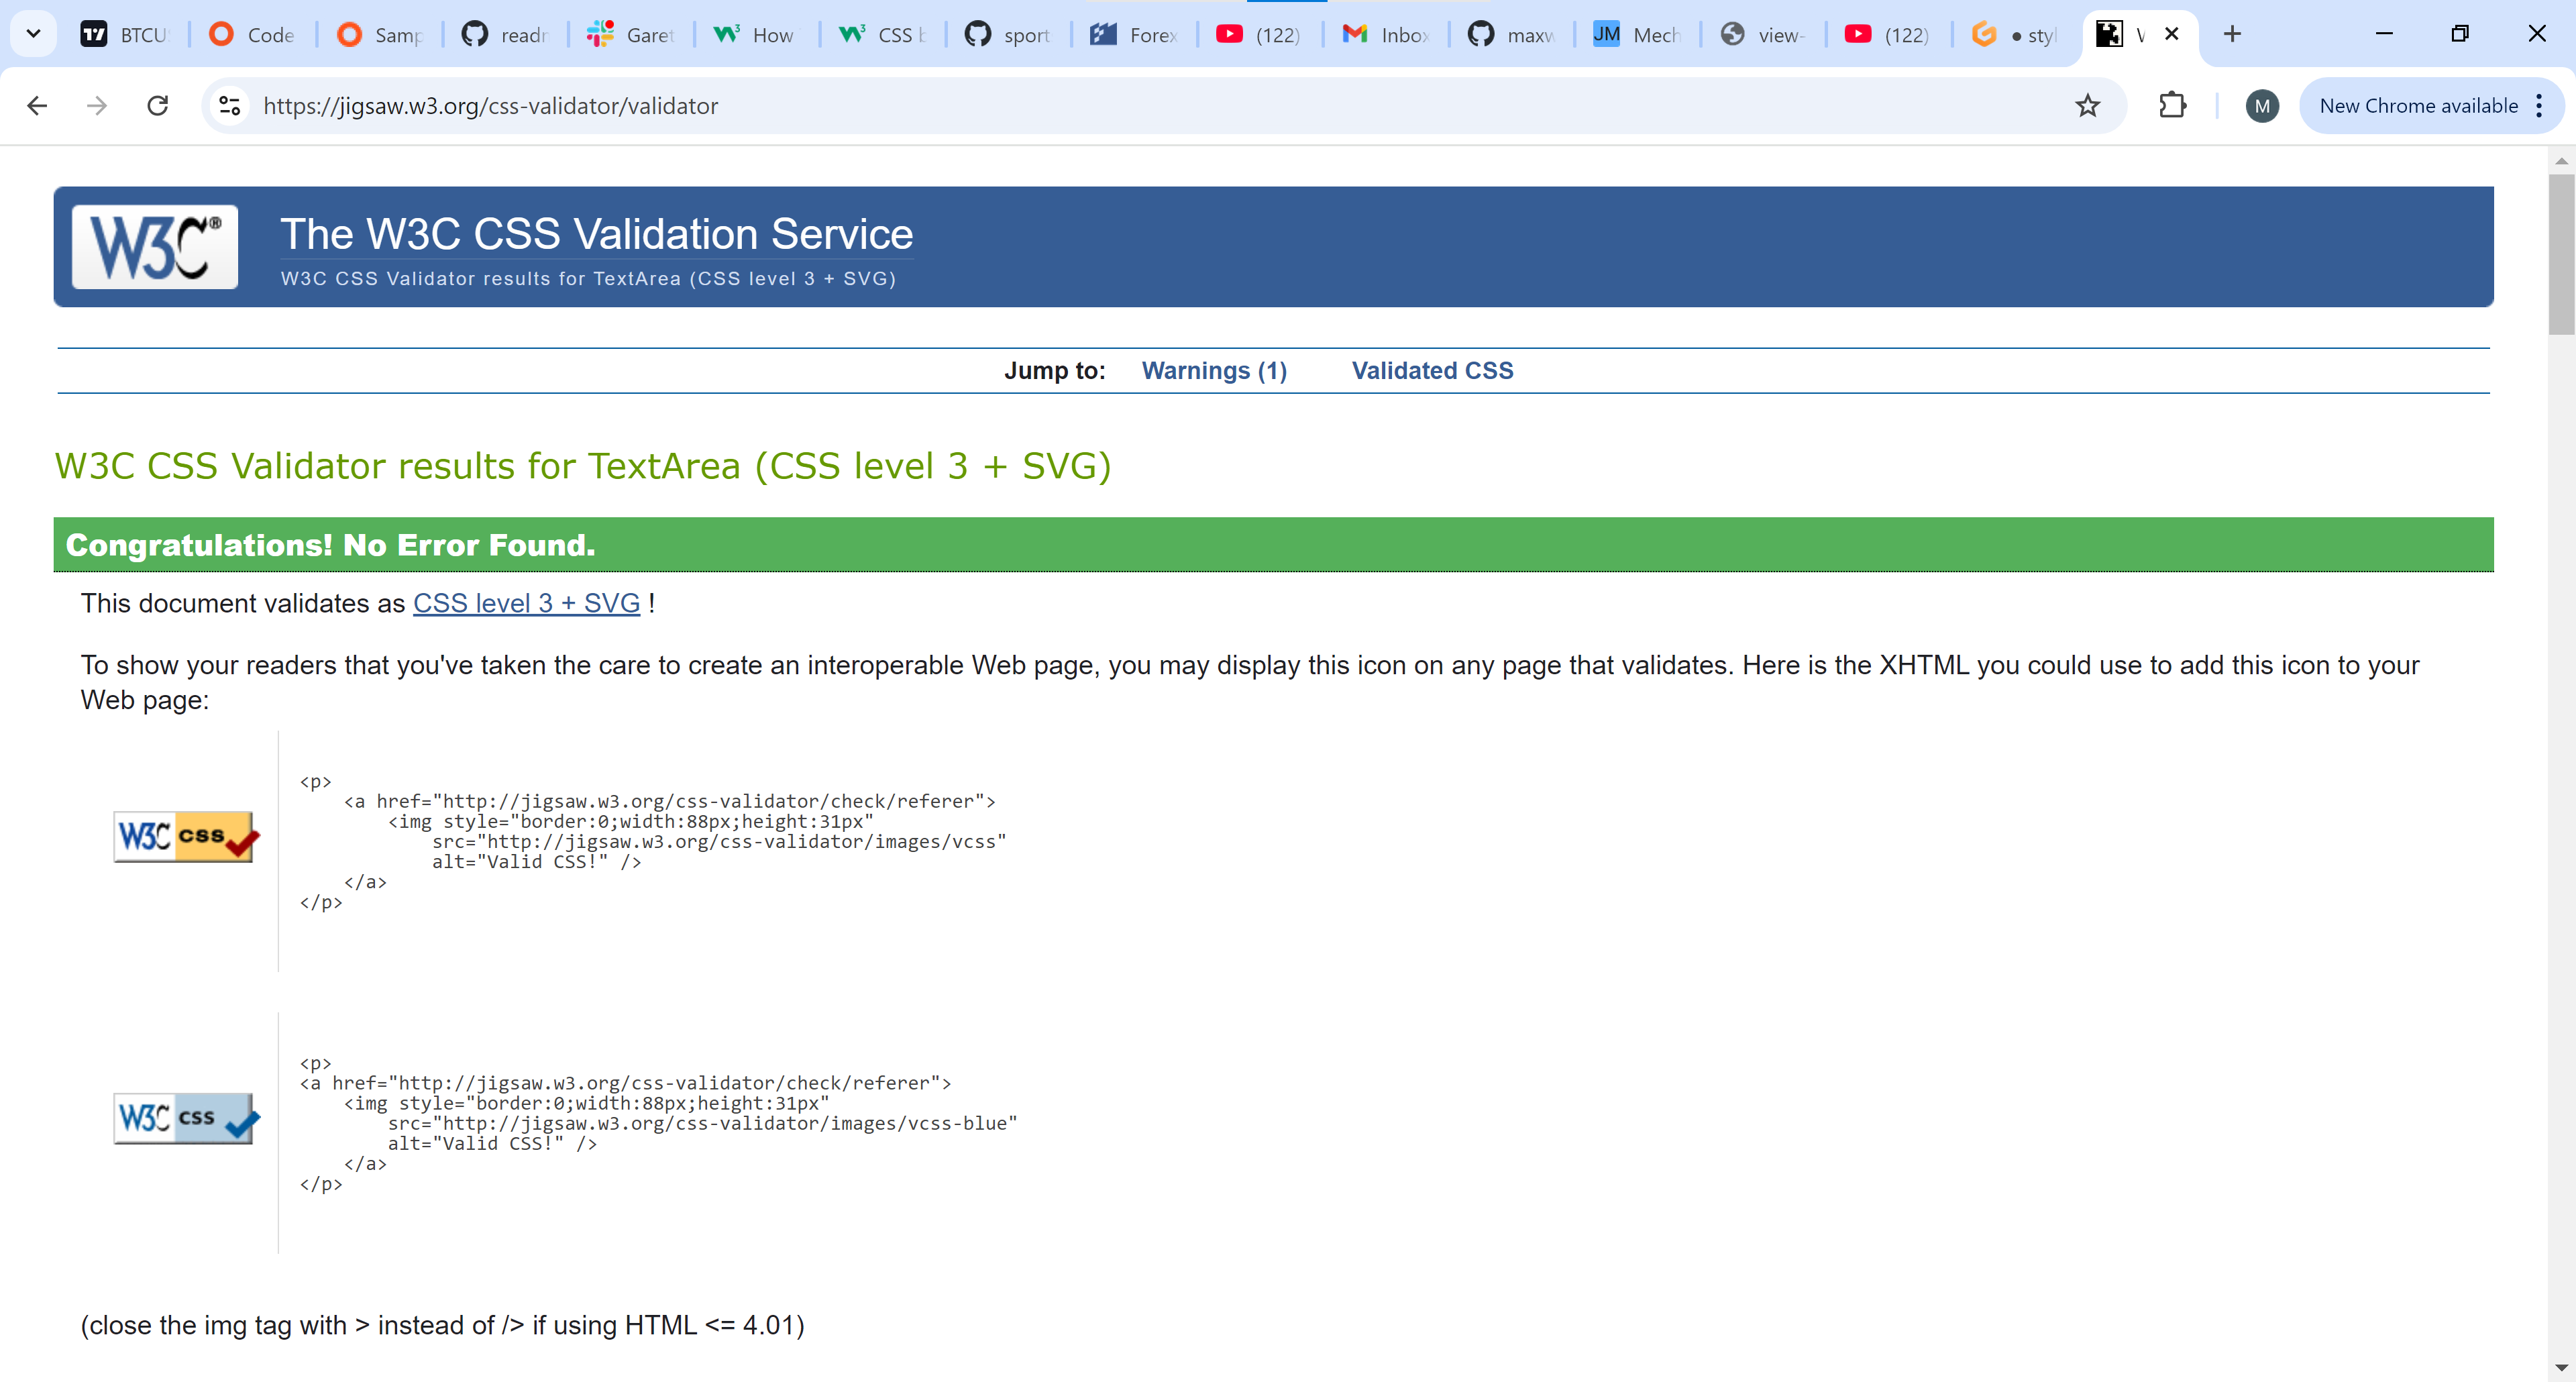 BTCU Code Samp readn Garet How CSS b sport Forex (122) Inbox maxw Mech view- (122) • styl W
https://jigsaw.w3.org/css-validator/validator
M
New Chrome available
W3C®
The W3C CSS Validation Service
W3C CSS Validator results for TextArea (CSS level 3 + SVG)
Jump to: Warnings (1) Validated CSS
W3C CSS Validator results for TextArea (CSS level 3 + SVG)
Congratulations! No Error Found.
This document validates as CSS level 3 + SVG !
To show your readers that you've taken the care to create an interoperable Web page, you may display this icon on any page that validates. Here is the XHTML you could use to add this icon to your
Web page:
W3C css
<p>
<a href="http://jigsaw.w3.org/css-validator/check/referer">
<img style="border:0;width:88px;height:31px"
src="http://jigsaw.w3.org/css-validator/images/vcss"
alt="Valid CSS!" />
</a>
</p>
W3C css
<p>
<a href="http://jigsaw.w3.org/css-validator/check/referer">
<img style="border:0;width:88px;height:31px"
src="http://jigsaw.w3.org/css-validator/images/vcss-blue"
alt="Valid CSS!" />
</a>
</p>
(close the img tag with > instead of /> if using HTML <= 4.01)